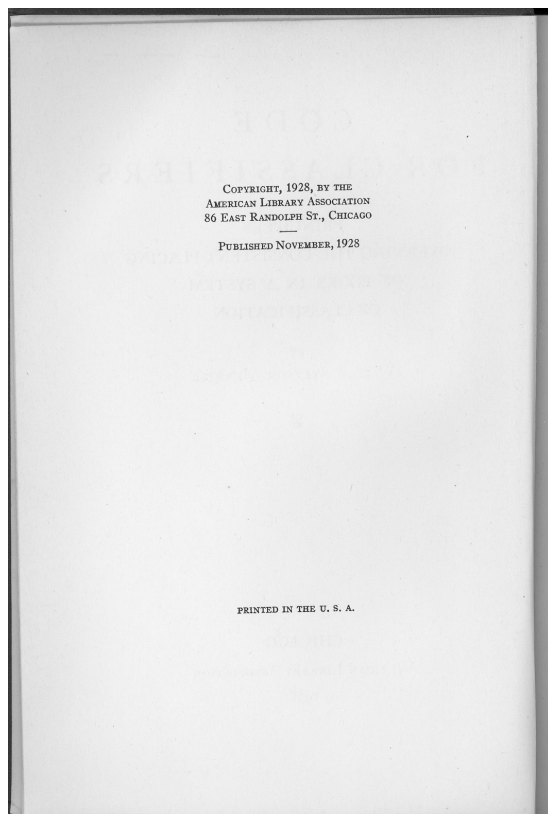 Copyright, 1928, by the
American Library Association
86 East Randolph St., Chicago
Published November, 1928
PRINTED IN THE U. S. A.